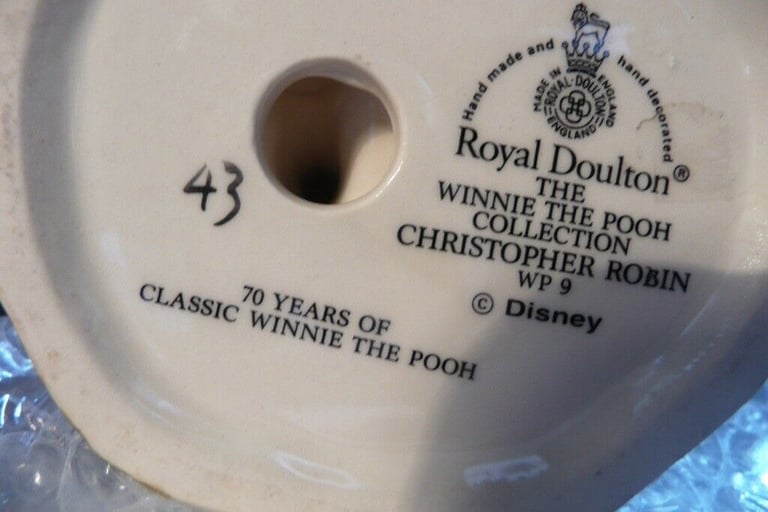 Hand made and hand decorated
MADE IN ENGLAND
ROYAL·DOULTON
ENGLAND
Royal Doulton®
THE
WINNIE THE POOH
COLLECTION
CHRISTOPHER ROBIN
WP 9
© Disney
43
70 YEARS OF
CLASSIC WINNIE THE POOH